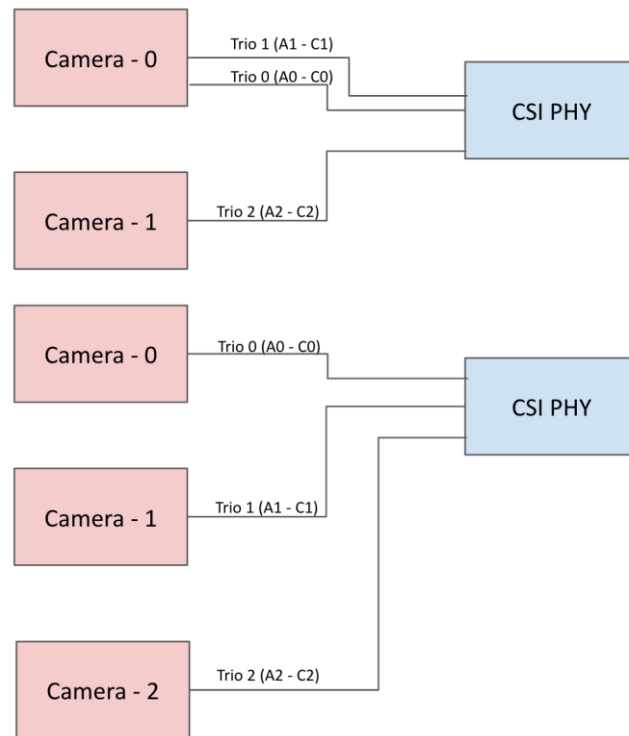 Camera - 0
Trio 1 (A1 - C1)
Trio 0 (A0 - C0)
CSI PHY
Camera - 1
Trio 2 (A2 - C2)
Camera - 0
Trio 0 (A0 - C0)
CSI PHY
Camera - 1
Trio 1 (A1 - C1)
Camera - 2
Trio 2 (A2 - C2)